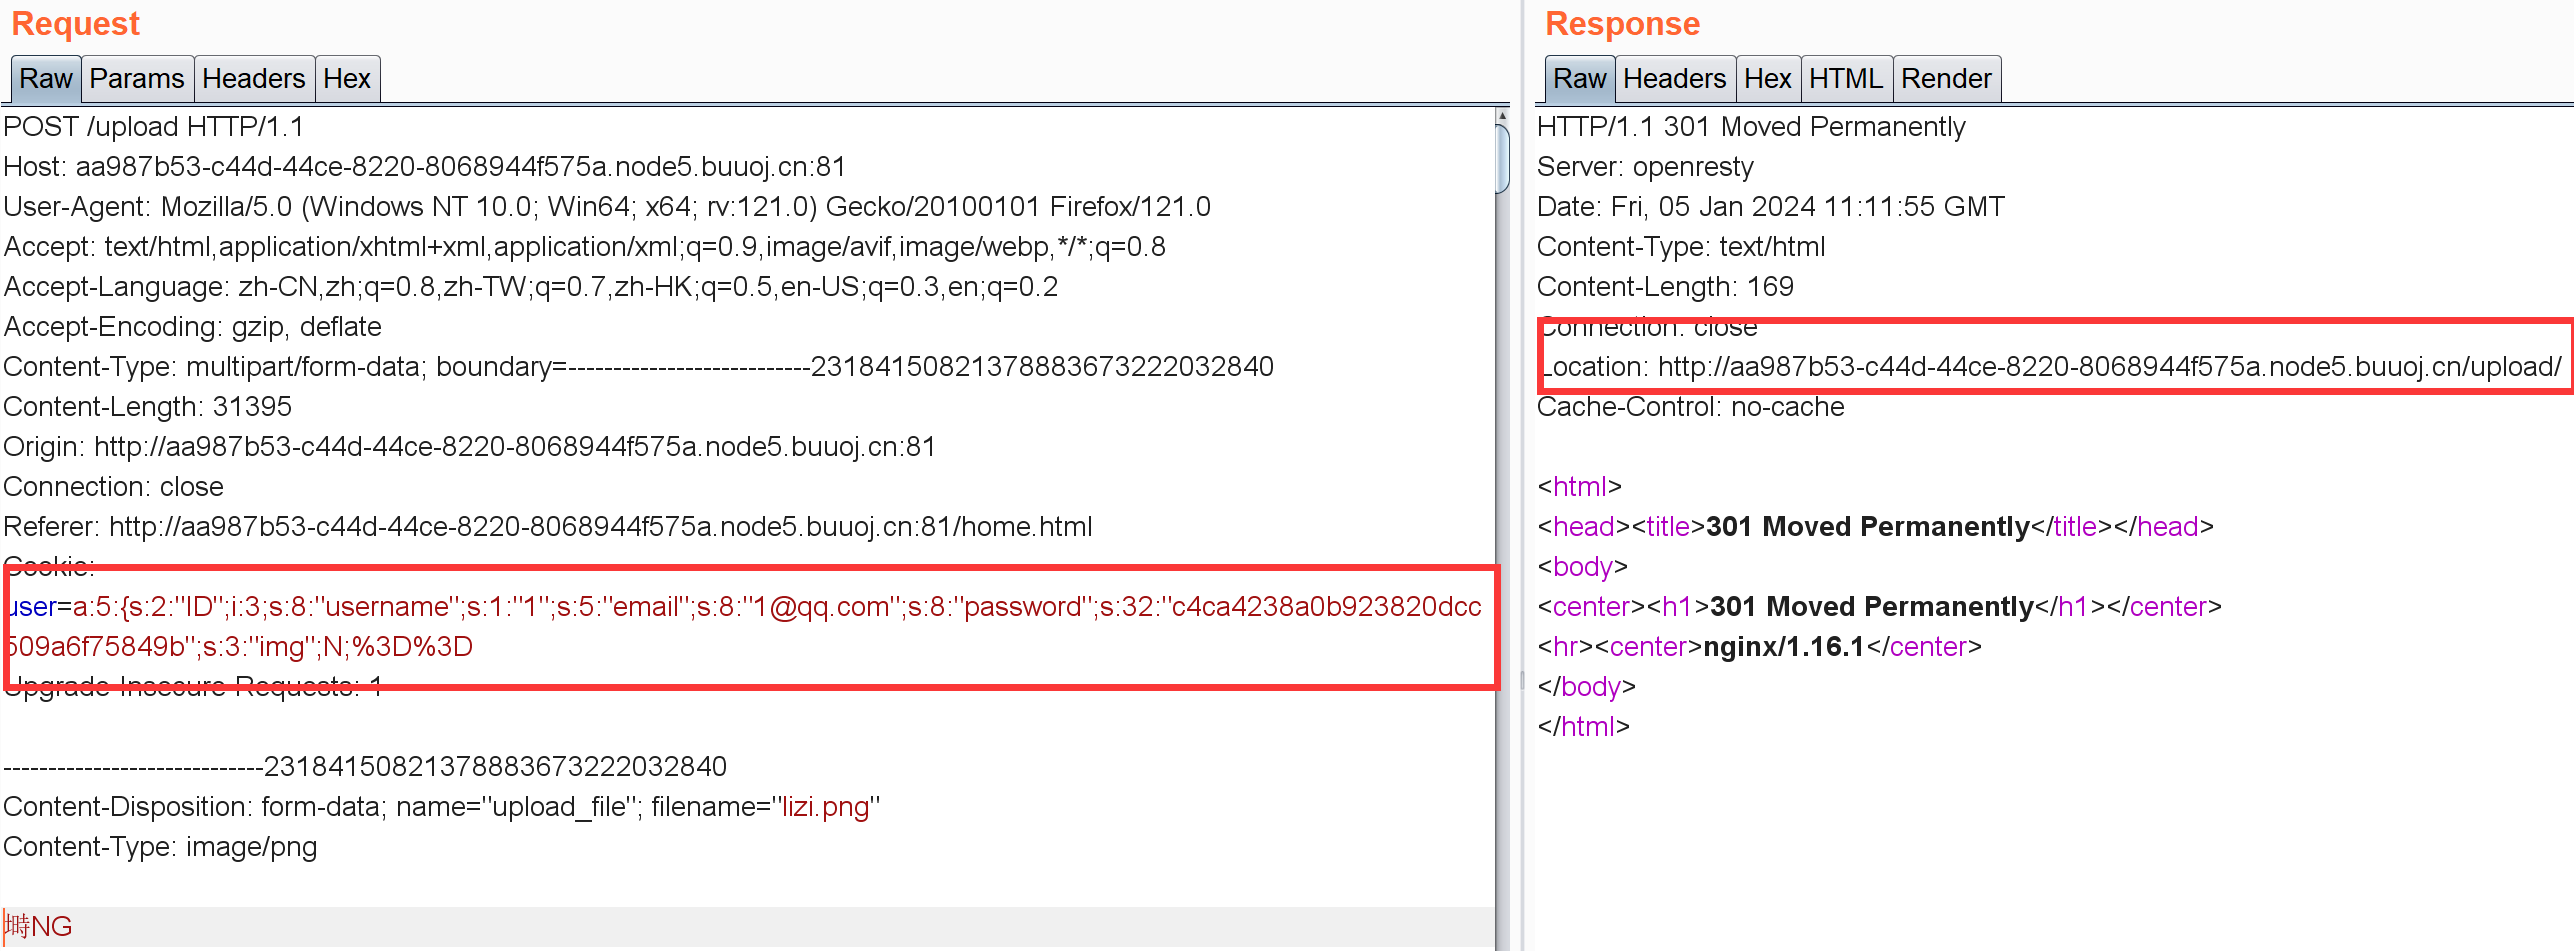 Request
Raw Params Headers Hex
POST /upload HTTP/1.1
Host: aa987b53-c44d-44ce-8220-8068944f575a.node5.buuoj.cn:81
User-Agent: Mozilla/5.0 (Windows NT 10.0; Win64; x64; rv:121.0) Gecko/20100101 Firefox/121.0
Accept: text/html,application/xhtml+xml,application/xml;q=0.9,image/avif,image/webp,*/*;q=0.8
Accept-Language: zh-CN,zh;q=0.8,zh-TW;q=0.7,zh-HK;q=0.5,en-US;q=0.3,en;q=0.2
Accept-Encoding: gzip, deflate
Content-Type: multipart/form-data; boundary=---------------------------23184150821378883673222032840
Content-Length: 31395
Origin: http://aa987b53-c44d-44ce-8220-8068944f575a.node5.buuoj.cn:81
Connection: close
Referer: http://aa987b53-c44d-44ce-8220-8068944f575a.node5.buuoj.cn:81/home.html
Cookie:
user=a:5:{s:2:"ID";i:3;s:8:"username";s:1:"1";s:5:"email";s:8:"1@qq.com";s:8:"password";s:32:"c4ca4238a0b923820dcc
509a6f75849b";s:3:"img";N;%3D%3D
Upgrade-Insecure-Requests: 1
-----------------------------23184150821378883673222032840
Content-Disposition: form-data; name="upload_file"; filename="lizi.png"
Content-Type: image/png
塒NG
Response
Raw Headers Hex HTML Render
HTTP/1.1 301 Moved Permanently
Server: openresty
Date: Fri, 05 Jan 2024 11:11:55 GMT
Content-Type: text/html
Content-Length: 169
Connection: close
Location: http://aa987b53-c44d-44ce-8220-8068944f575a.node5.buuoj.cn/upload/
Cache-Control: no-cache
<html>
<head><title>301 Moved Permanently</title></head>
<body>
<center><h1>301 Moved Permanently</h1></center>
<hr><center>nginx/1.16.1</center>
</body>
</html>